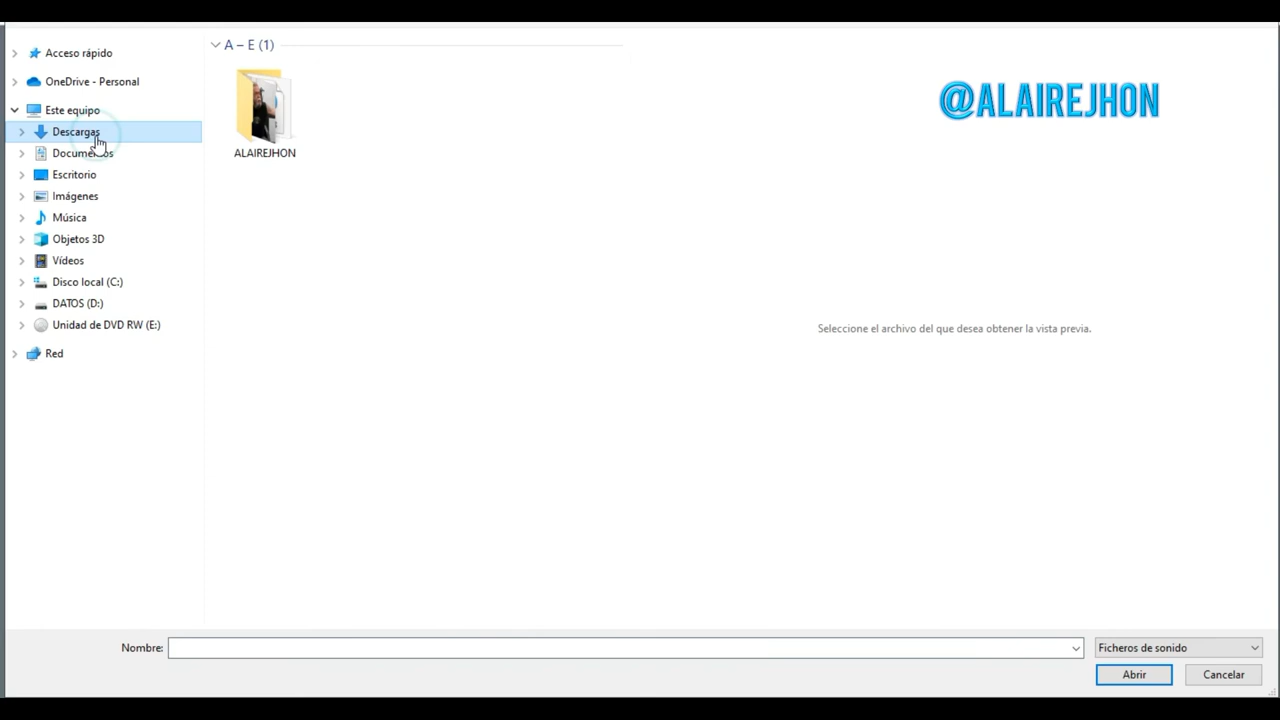 Acceso rápido
OneDrive - Personal
Este equipo
Descargas
Documentos
Escritorio
Imágenes
Música
Objetos 3D
Vídeos
Disco local (C:)
DATOS (D:)
Unidad de DVD RW (E:)
Red
A – E (1)
ALAIREJHON
@ALAIREJHON
Seleccione el archivo del que desea obtener la vista previa.
Nombre:
Ficheros de sonido
Abrir
Cancelar